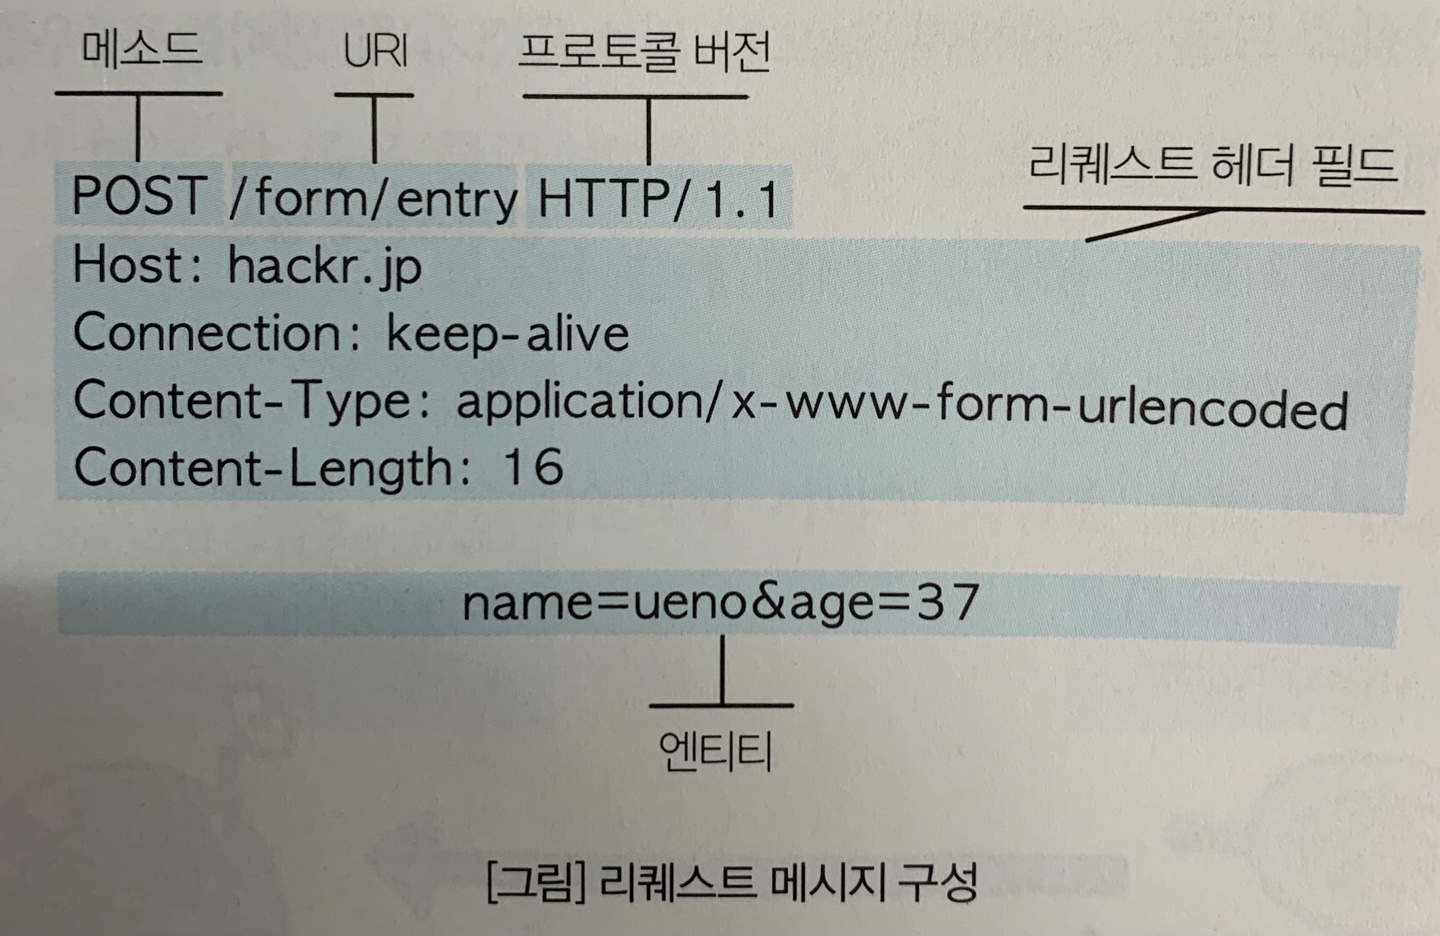 메소드 URI 프로토콜 버전
리퀘스트 헤더 필드
POST /form/entry HTTP/1.1
Host: hackr.jp
Connection: keep-alive
Content-Type: application/x-www-form-urlencoded
Content-Length: 16
name=ueno&age=37
엔티티
[그림] 리퀘스트 메시지 구성